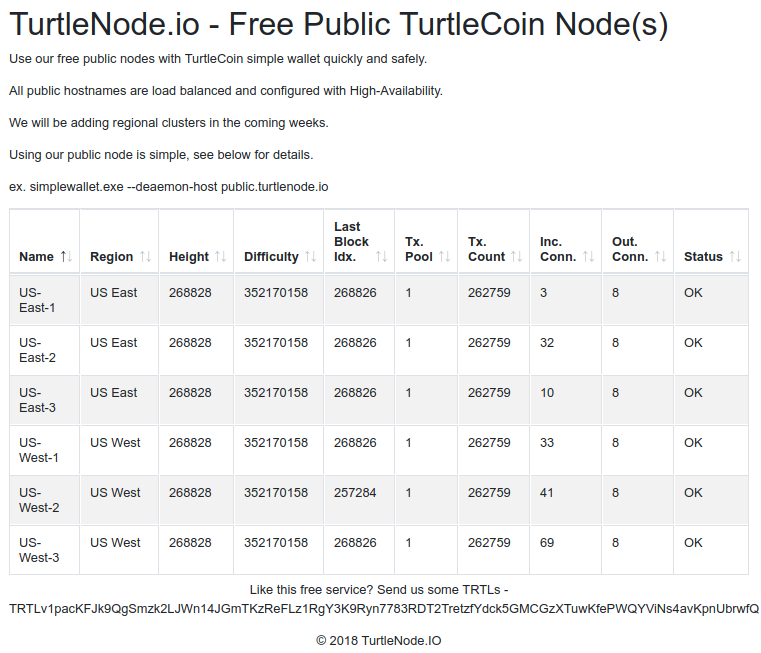 TurtleNode.io - Free Public TurtleCoin Node(s)
Use our free public nodes with TurtleCoin simple wallet quickly and safely.
All public hostnames are load balanced and configured with High-Availability.
We will be adding regional clusters in the coming weeks.
Using our public node is simple, see below for details.
ex. simplewallet.exe --deaemon-host public.turtlenode.io
Name Region Height Difficulty Last Block Idx. Tx. Pool Tx. Count Inc. Conn. Out. Conn. Status
US-East-1 US East 268828 352170158 268826 1 262759 3 8 OK
US-East-2 US East 268828 352170158 268826 1 262759 32 8 OK
US-East-3 US East 268828 352170158 268826 1 262759 10 8 OK
US-West-1 US West 268828 352170158 268826 1 262759 33 8 OK
US-West-2 US West 268828 352170158 257284 1 262759 41 8 OK
US-West-3 US West 268828 352170158 268826 1 262759 69 8 OK
Like this free service? Send us some TRTLs -
TRTLv1pacKFJk9QgSmzk2LJWn14JGmTKzReFLz1RgY3K9Ryn7783RDT2TretzfYdck5GMCGzXTuwKfePWQYViNs4avKpnUbrwfQ
© 2018 TurtleNode.IO